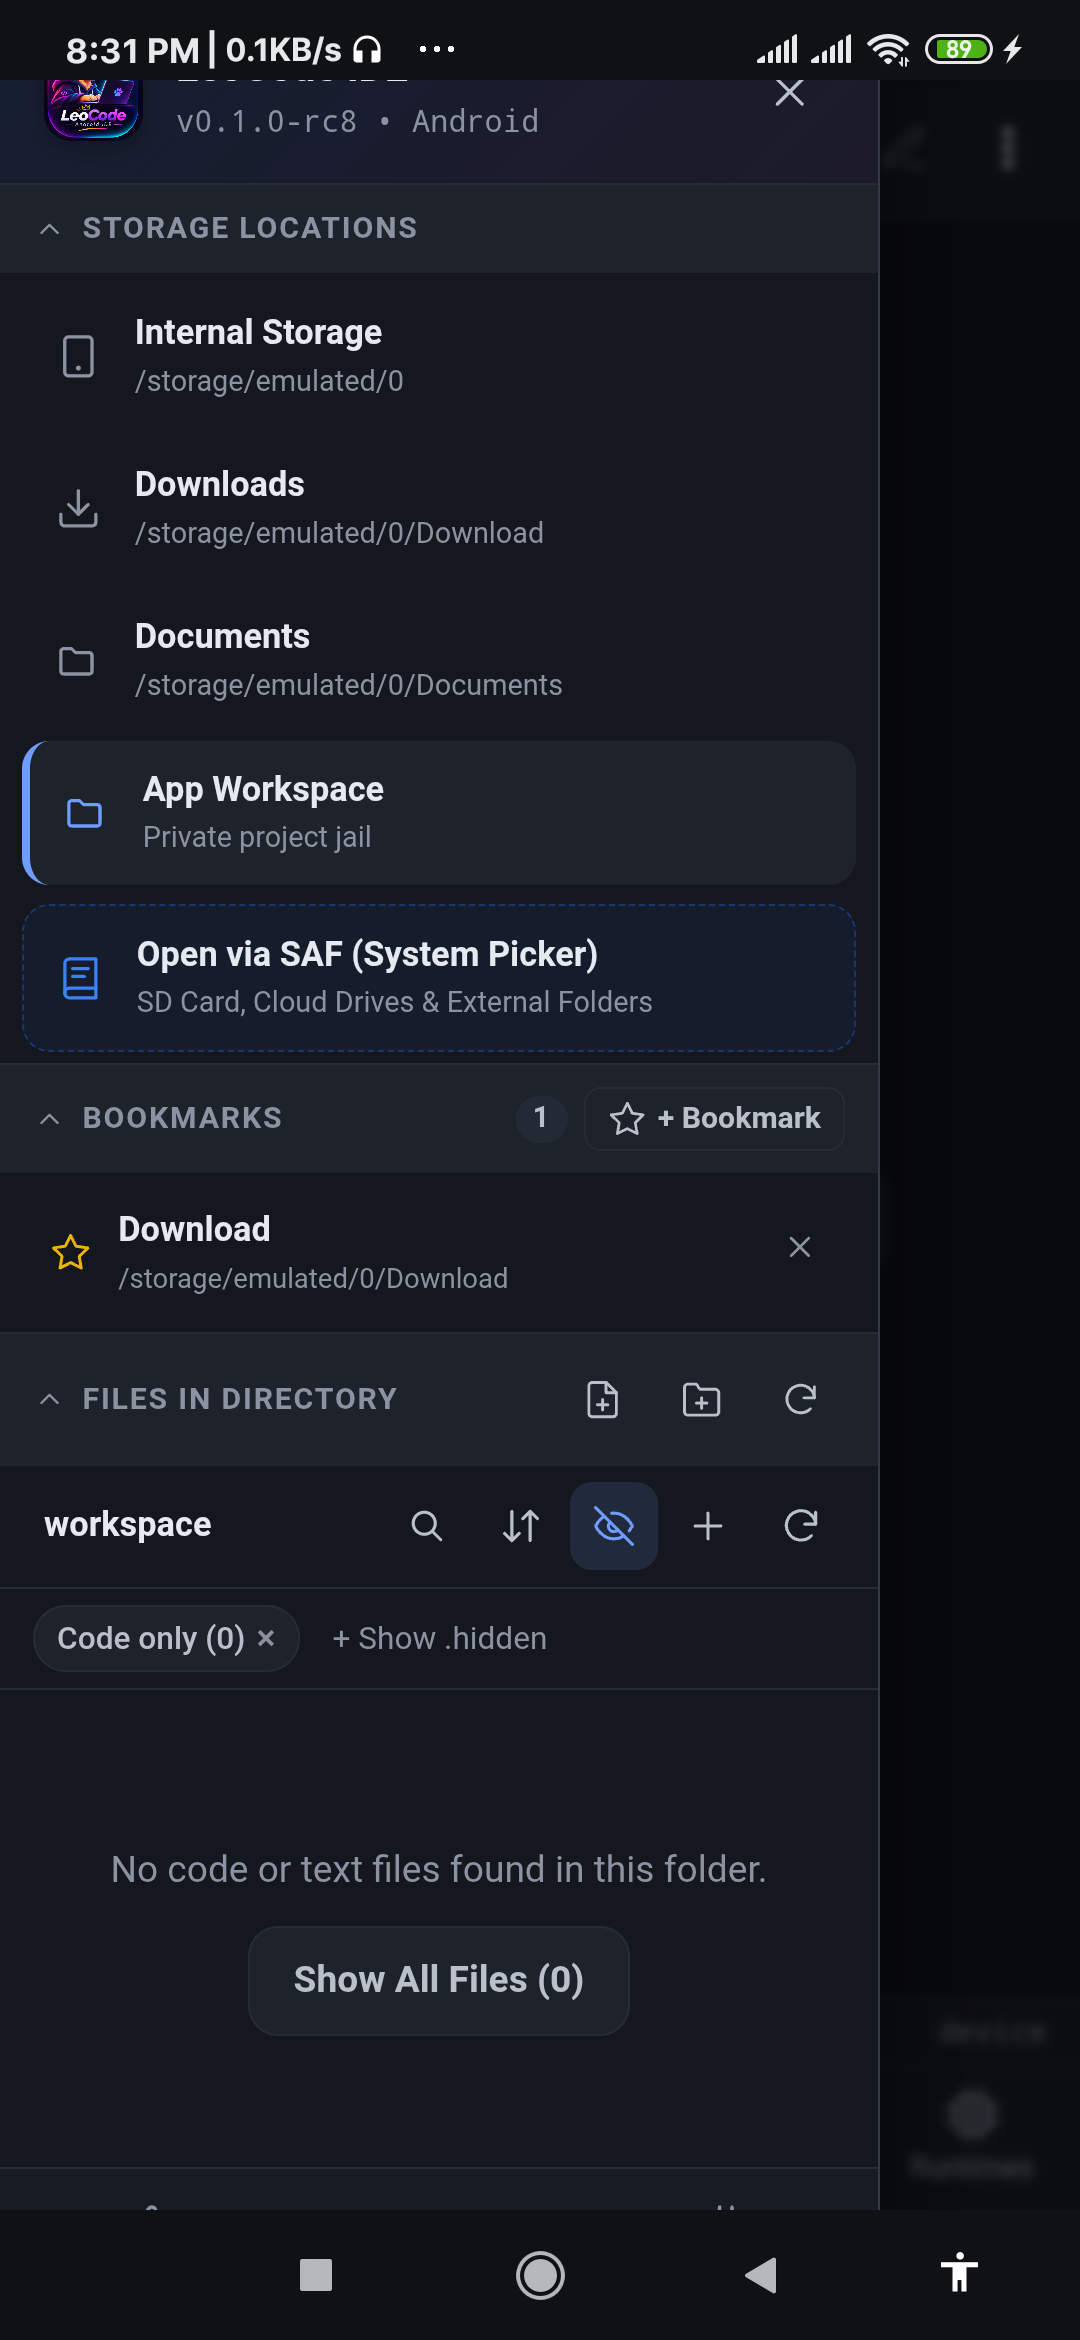 8:31 PM | 0.1KB/s
89
LeoCode
v0.1.0-rc8 • Android
STORAGE LOCATIONS
Internal Storage
/storage/emulated/0
Downloads
/storage/emulated/0/Download
Documents
/storage/emulated/0/Documents
App Workspace
Private project jail
Open via SAF (System Picker)
SD Card, Cloud Drives & External Folders
BOOKMARKS
1
+ Bookmark
Download
/storage/emulated/0/Download
FILES IN DIRECTORY
workspace
Code only (0) ×
+ Show .hidden
No code or text files found in this folder.
Show All Files (0)
device
Runtimes